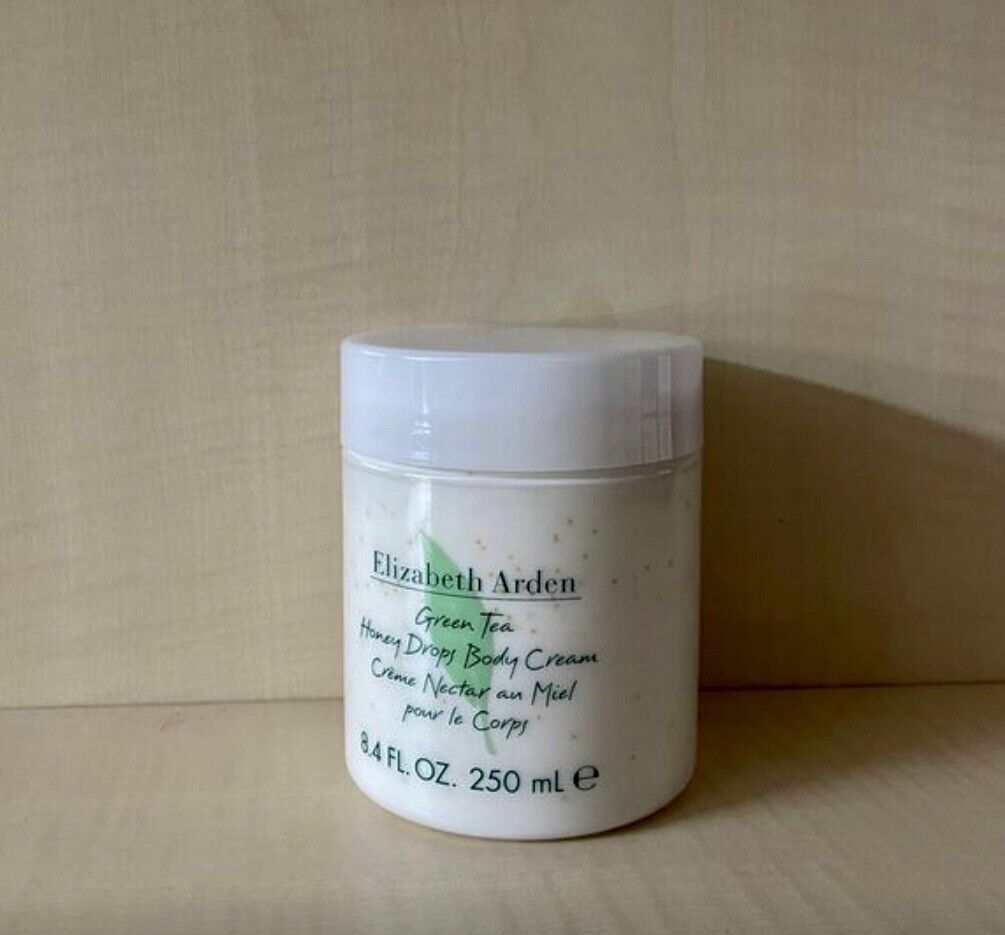 Elizabeth Arden
Green Tea
Honey Drops Body Cream
Crème Nectar au Miel
pour le Corps
8.4 FL. OZ. 250 mL ℮